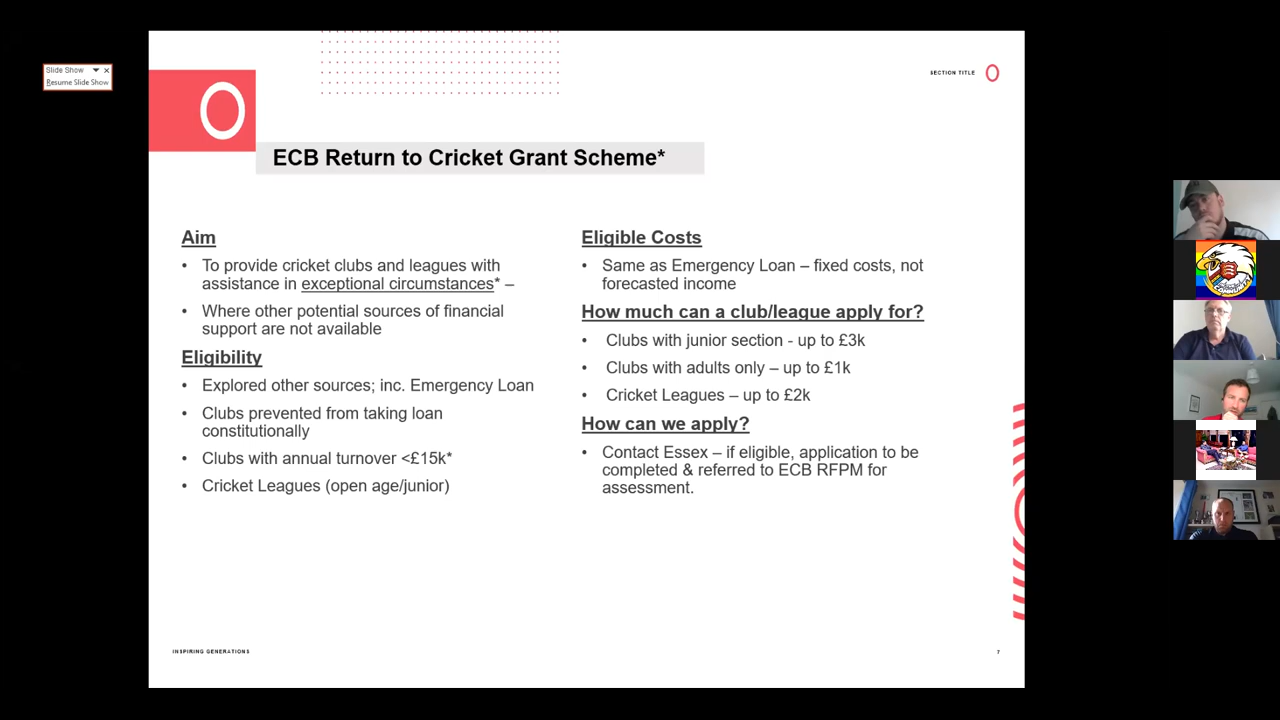 Slide Show
Resume Slide Show
SECTION TITLE
ECB Return to Cricket Grant Scheme*
Aim
• To provide cricket clubs and leagues with
assistance in exceptional circumstances* –
• Where other potential sources of financial
support are not available
Eligibility
• Explored other sources; inc. Emergency Loan
• Clubs prevented from taking loan
constitutionally
• Clubs with annual turnover <£15k*
• Cricket Leagues (open age/junior)
Eligible Costs
• Same as Emergency Loan – fixed costs, not
forecasted income
How much can a club/league apply for?
• Clubs with junior section - up to £3k
• Clubs with adults only – up to £1k
• Cricket Leagues – up to £2k
How can we apply?
• Contact Essex – if eligible, application to be
completed & referred to ECB RFPM for
assessment.
INSPIRING GENERATIONS
7